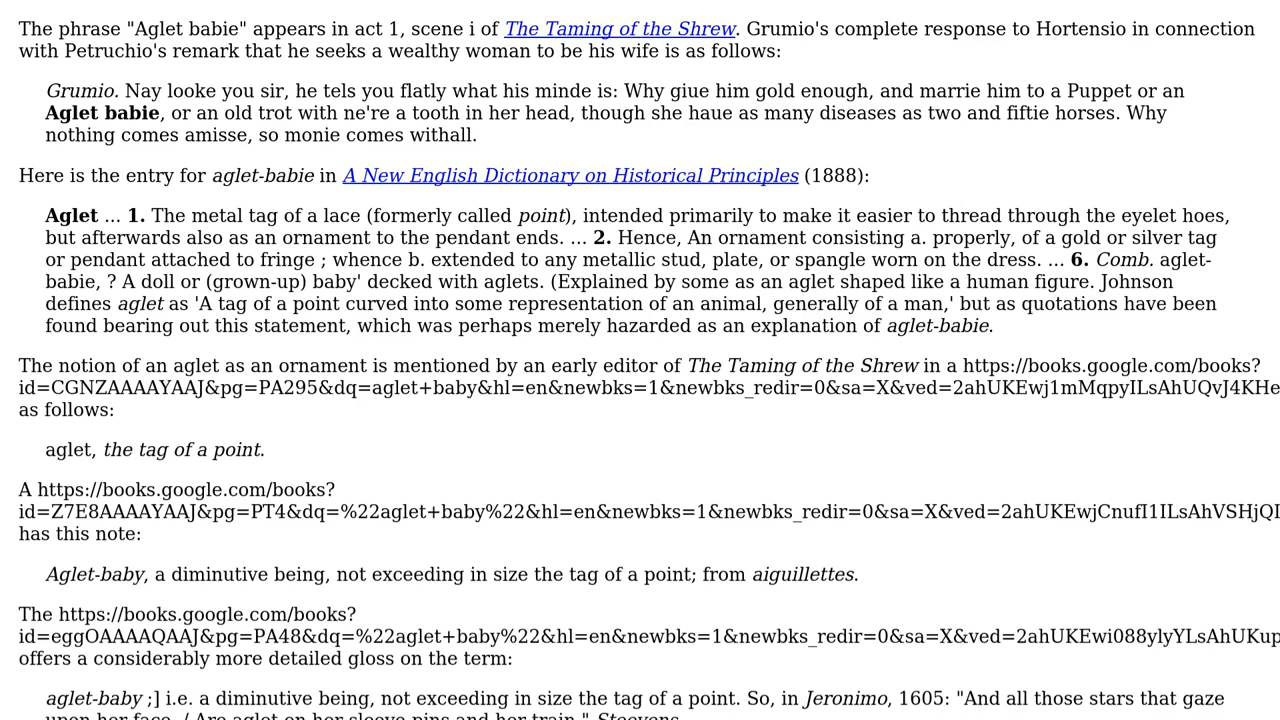 The phrase "Aglet babie" appears in act 1, scene i of The Taming of the Shrew. Grumio's complete response to Hortensio in connection
with Petruchio's remark that he seeks a wealthy woman to be his wife is as follows:
Grumio. Nay looke you sir, he tels you flatly what his minde is: Why giue him gold enough, and marrie him to a Puppet or an
Aglet babie, or an old trot with ne're a tooth in her head, though she haue as many diseases as two and fiftie horses. Why
nothing comes amisse, so monie comes withall.
Here is the entry for aglet-babie in A New English Dictionary on Historical Principles (1888):
Aglet ... 1. The metal tag of a lace (formerly called point), intended primarily to make it easier to thread through the eyelet hoes,
but afterwards also as an ornament to the pendant ends. ... 2. Hence, An ornament consisting a. properly, of a gold or silver tag
or pendant attached to fringe ; whence b. extended to any metallic stud, plate, or spangle worn on the dress. ... 6. Comb. aglet-
babie, ? A doll or (grown-up) baby' decked with aglets. (Explained by some as an aglet shaped like a human figure. Johnson
defines aglet as 'A tag of a point curved into some representation of an animal, generally of a man,' but as quotations have been
found bearing out this statement, which was perhaps merely hazarded as an explanation of aglet-babie.
The notion of an aglet as an ornament is mentioned by an early editor of The Taming of the Shrew in a https://books.google.com/books?
id=CGNZAAAAYAAJ&pg=PA295&dq=aglet+baby&hl=en&newbks=1&newbks_redir=0&sa=X&ved=2ahUKEwj1mMqpyILsAhUQvJ4KHe
as follows:
aglet, the tag of a point.
A https://books.google.com/books?
id=Z7E8AAAAYAAJ&pg=PT4&dq=%22aglet+baby%22&hl=en&newbks=1&newbks_redir=0&sa=X&ved=2ahUKEwjCnufI1ILsAhVSHjQI
has this note:
Aglet-baby, a diminutive being, not exceeding in size the tag of a point; from aiguillettes.
The https://books.google.com/books?
id=eggOAAAAQAAJ&pg=PA48&dq=%22aglet+baby%22&hl=en&newbks=1&newbks_redir=0&sa=X&ved=2ahUKEwi088ylyYLsAhUKup
offers a considerably more detailed gloss on the term:
aglet-baby ;] i.e. a diminutive being, not exceeding in size the tag of a point. So, in Jeronimo, 1605: "And all those stars that gaze
upon her face, / Are aglet on her sleeve pins and her train." Steevens